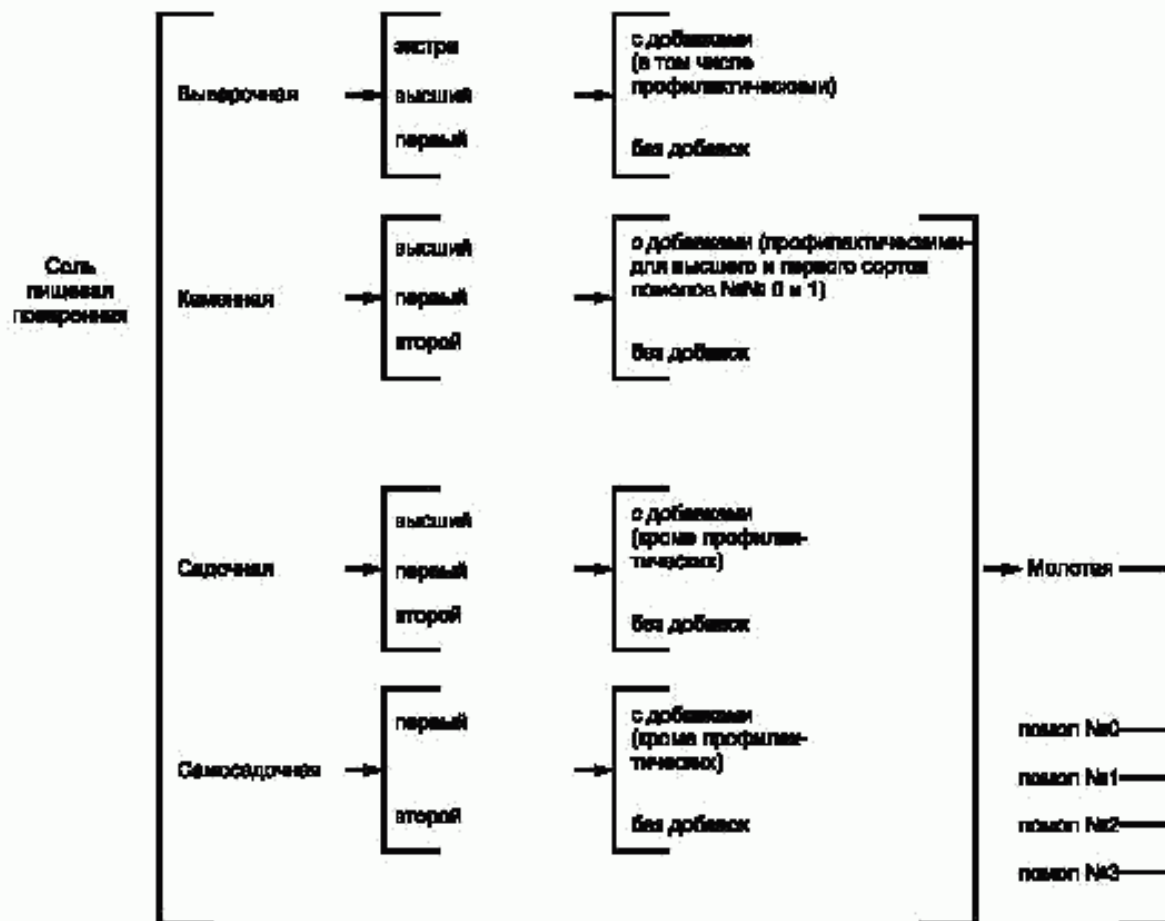 Соль
пищевая
поваренная
Выварочная
экстра
высший
первый
с добавками
(в том числе
профилактическими)
без добавок
Каменная
высший
первый
второй
с добавками (профилактическими
для высшего и первого сортов
помолов №№ 0 и 1)
без добавок
Садочная
высший
первый
второй
с добавками
(кроме профилак-
тических)
без добавок
Молотая
Самосадочная
первый
второй
с добавками
(кроме профилак-
тических)
без добавок
помол №0
помол №1
помол №2
помол №3